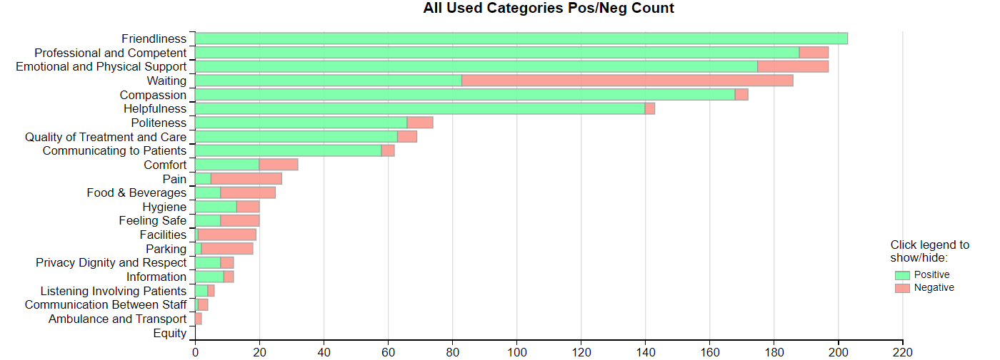 All Used Categories Pos/Neg Count
Friendliness
Professional and Competent
Emotional and Physical Support
Waiting
Compassion
Helpfulness
Politeness
Quality of Treatment and Care
Communicating to Patients
Comfort
Pain
Food & Beverages
Hygiene
Feeling Safe
Facilities
Parking
Privacy Dignity and Respect
Information
Listening Involving Patients
Communication Between Staff
Ambulance and Transport
Equity
0 20 40 60 80 100 120 140 160 180 200 220
Click legend to
show/hide:
Positive
Negative